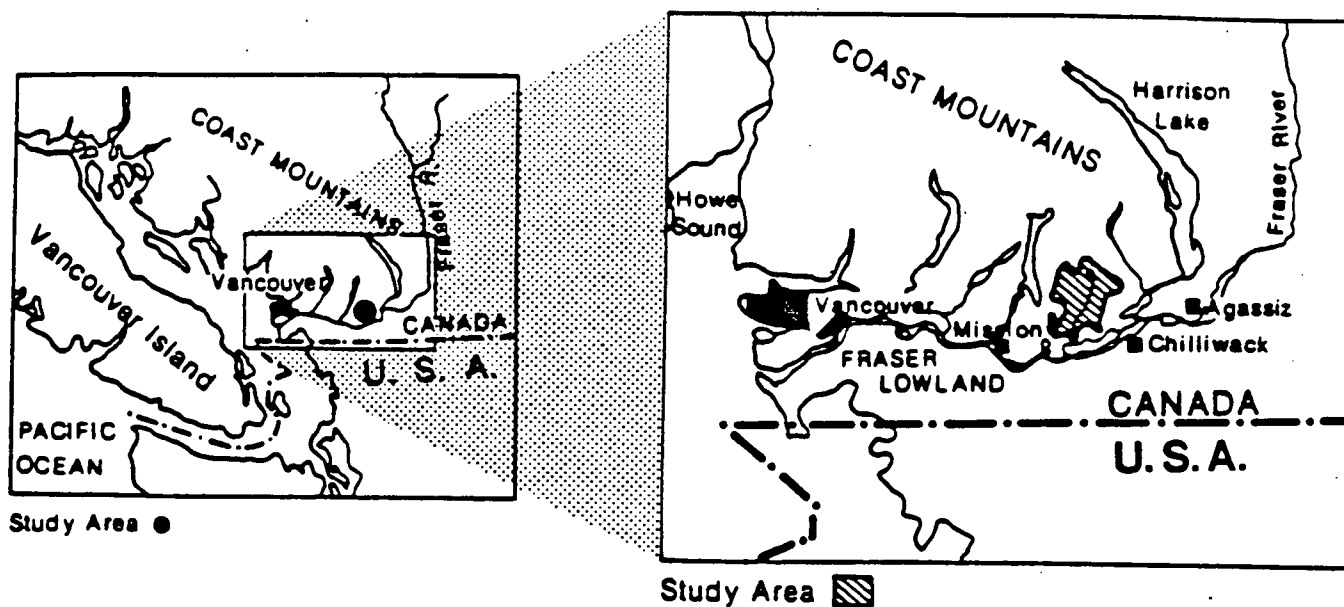 COAST MOUNTAINS
Fraser R.
Vancouver
Vancouver Island
CANADA
U. S. A.
PACIFIC
OCEAN
Study Area
COAST MOUNTAINS
Harrison
Lake
Fraser River
Howe
Sound
Vancouver
Mission
Agassiz
Chilliwack
FRASER
LOWLAND
CANADA
U.S.A.
Study Area